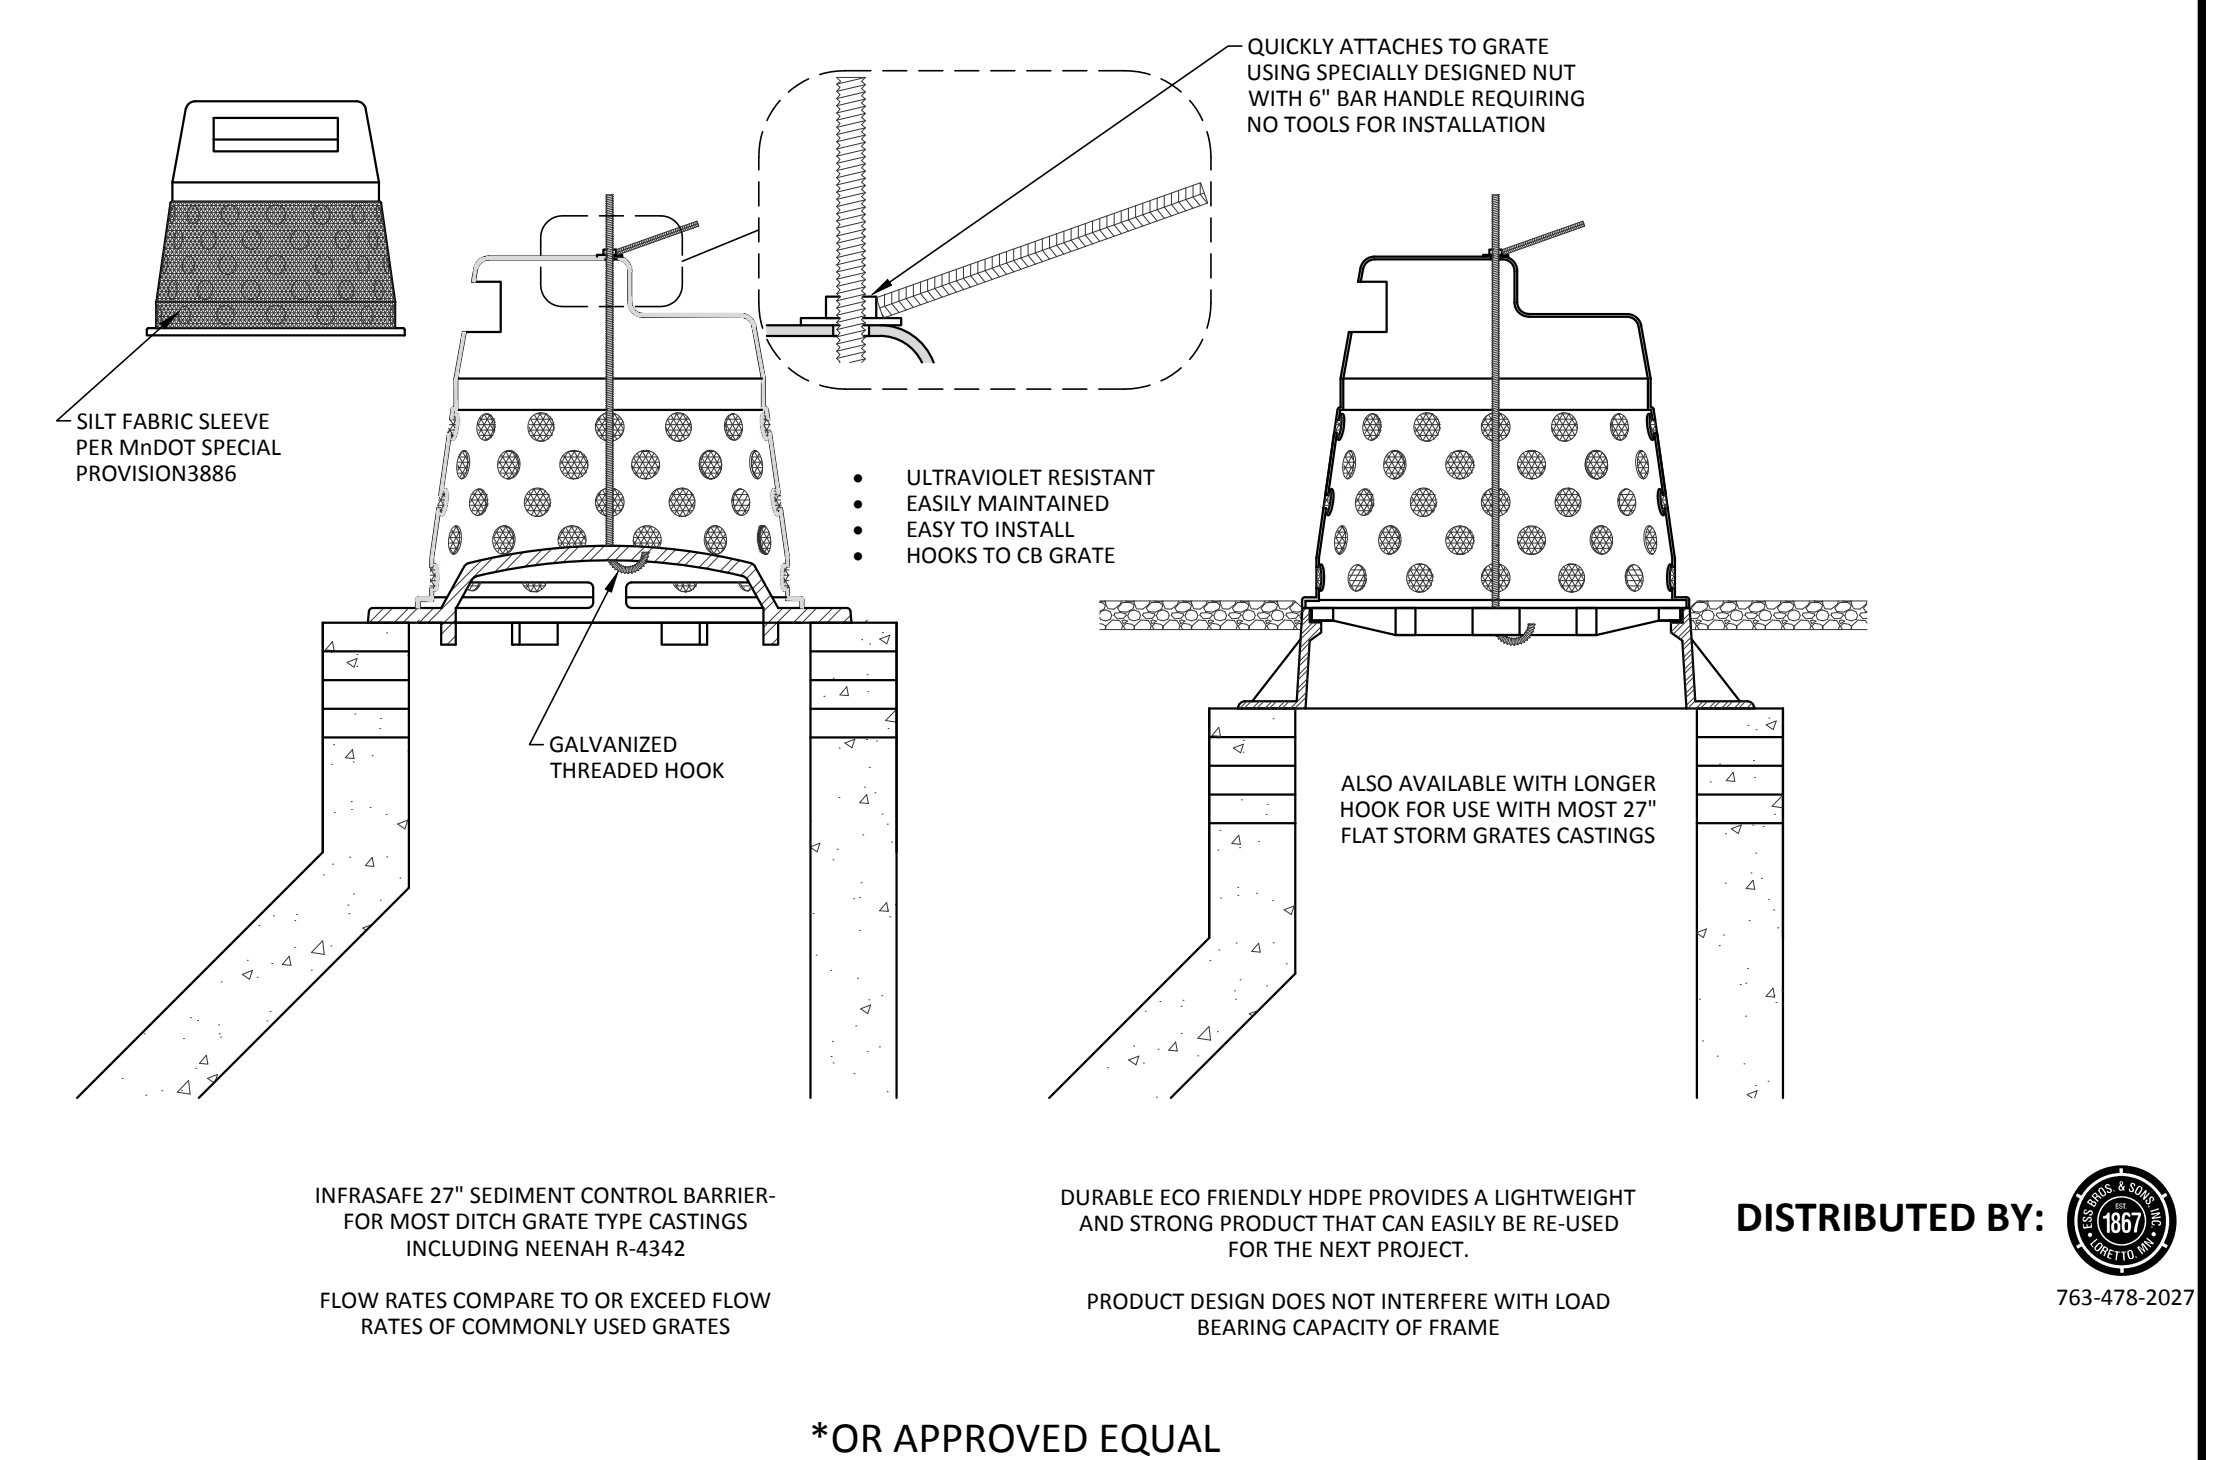 QUICKLY ATTACHES TO GRATE
USING SPECIALLY DESIGNED NUT
WITH 6" BAR HANDLE REQUIRING
NO TOOLS FOR INSTALLATION
SILT FABRIC SLEEVE
PER MnDOT SPECIAL
PROVISION3886
• ULTRAVIOLET RESISTANT
• EASILY MAINTAINED
• EASY TO INSTALL
• HOOKS TO CB GRATE
GALVANIZED
THREADED HOOK
ALSO AVAILABLE WITH LONGER
HOOK FOR USE WITH MOST 27"
FLAT STORM GRATES CASTINGS
INFRASAFE 27" SEDIMENT CONTROL BARRIER-
FOR MOST DITCH GRATE TYPE CASTINGS
INCLUDING NEENAH R-4342
FLOW RATES COMPARE TO OR EXCEED FLOW
RATES OF COMMONLY USED GRATES
DURABLE ECO FRIENDLY HDPE PROVIDES A LIGHTWEIGHT
AND STRONG PRODUCT THAT CAN EASILY BE RE-USED
FOR THE NEXT PROJECT.
PRODUCT DESIGN DOES NOT INTERFERE WITH LOAD
BEARING CAPACITY OF FRAME
DISTRIBUTED BY:
ESS BROS. & SONS, INC.
EST.
1867
• LORETTO, MN •
763-478-2027
*OR APPROVED EQUAL